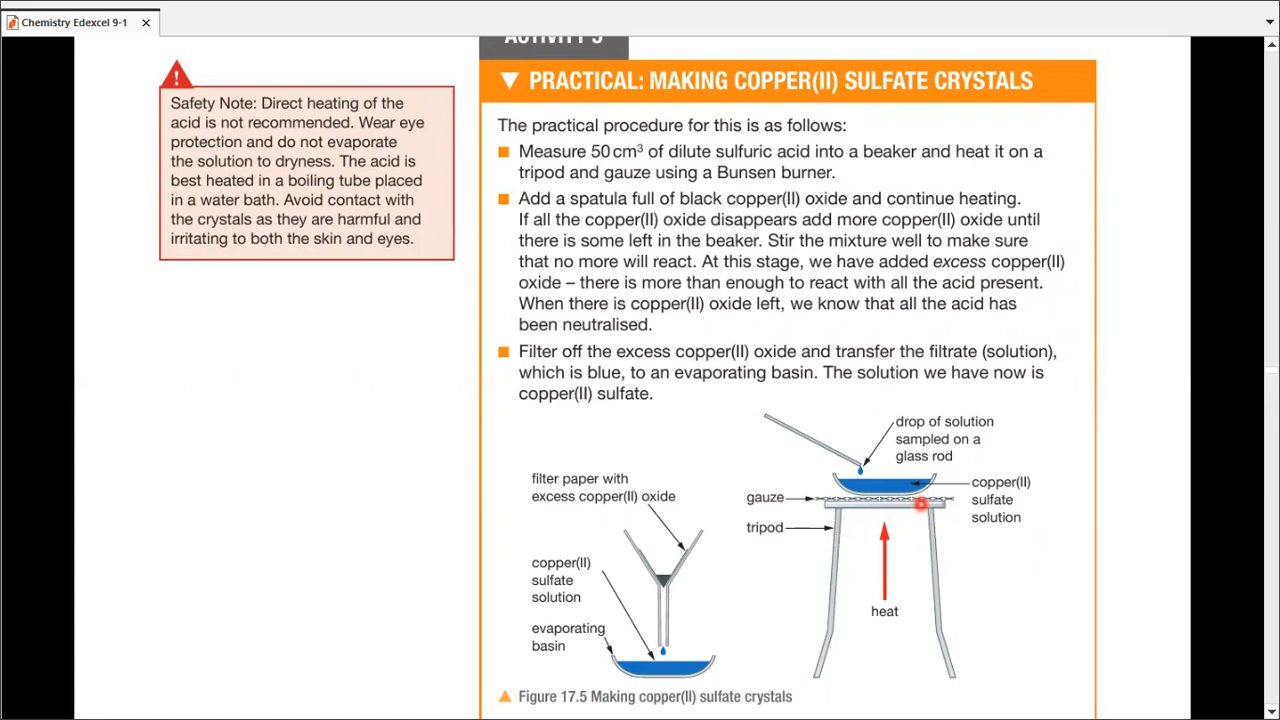 Chemistry Edexcel 9-1
ACTIVITY 5
Safety Note: Direct heating of the
acid is not recommended. Wear eye
protection and do not evaporate
the solution to dryness. The acid is
best heated in a boiling tube placed
in a water bath. Avoid contact with
the crystals as they are harmful and
irritating to both the skin and eyes.
PRACTICAL: MAKING COPPER(II) SULFATE CRYSTALS
The practical procedure for this is as follows:
Measure 50 cm³ of dilute sulfuric acid into a beaker and heat it on a
tripod and gauze using a Bunsen burner.
Add a spatula full of black copper(II) oxide and continue heating.
If all the copper(II) oxide disappears add more copper(II) oxide until
there is some left in the beaker. Stir the mixture well to make sure
that no more will react. At this stage, we have added excess copper(II)
oxide – there is more than enough to react with all the acid present.
When there is copper(II) oxide left, we know that all the acid has
been neutralised.
Filter off the excess copper(II) oxide and transfer the filtrate (solution),
which is blue, to an evaporating basin. The solution we have now is
copper(II) sulfate.
filter paper with
excess copper(II) oxide
copper(II)
sulfate
solution
evaporating
basin
drop of solution
sampled on a
glass rod
gauze
copper(II)
sulfate
solution
tripod
heat
Figure 17.5 Making copper(II) sulfate crystals